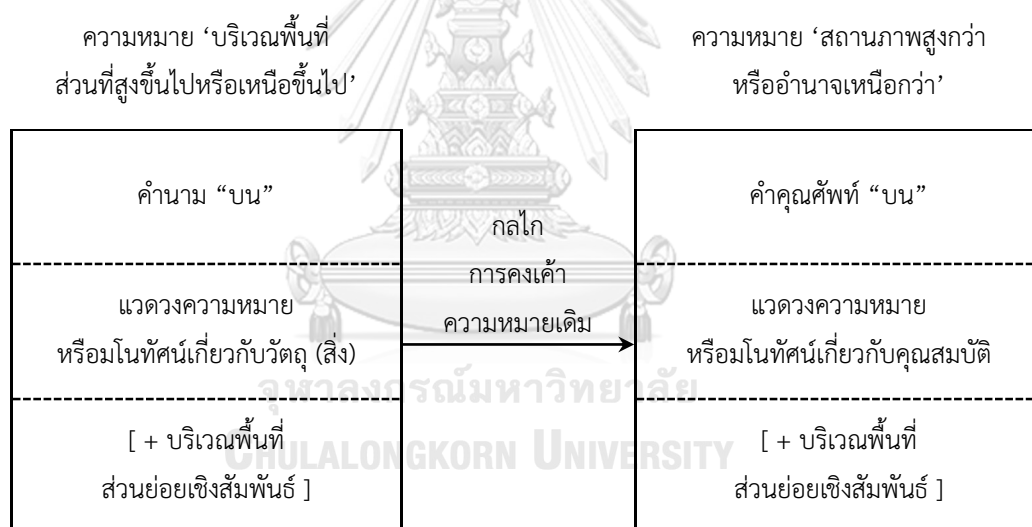 ความหมาย ‘บริเวณพื้นที่
ส่วนที่สูงขึ้นไปหรือเหนือขึ้นไป’
ความหมาย ‘สถานภาพสูงกว่า
หรืออำนาจเหนือกว่า’
คำนาม “บน”
แวดวงความหมาย
หรือมโนทัศน์เกี่ยวกับวัตถุ (สิ่ง)
[ + บริเวณพื้นที่
ส่วนย่อยเชิงสัมพันธ์ ]
กลไก
การคงเค้า
ความหมายเดิม
คำคุณศัพท์ “บน”
แวดวงความหมาย
หรือมโนทัศน์เกี่ยวกับคุณสมบัติ
[ + บริเวณพื้นที่
ส่วนย่อยเชิงสัมพันธ์ ]
จุฬาลงกรณ์มหาวิทยาลัย
CHULALONGKORN UNIVERSITY